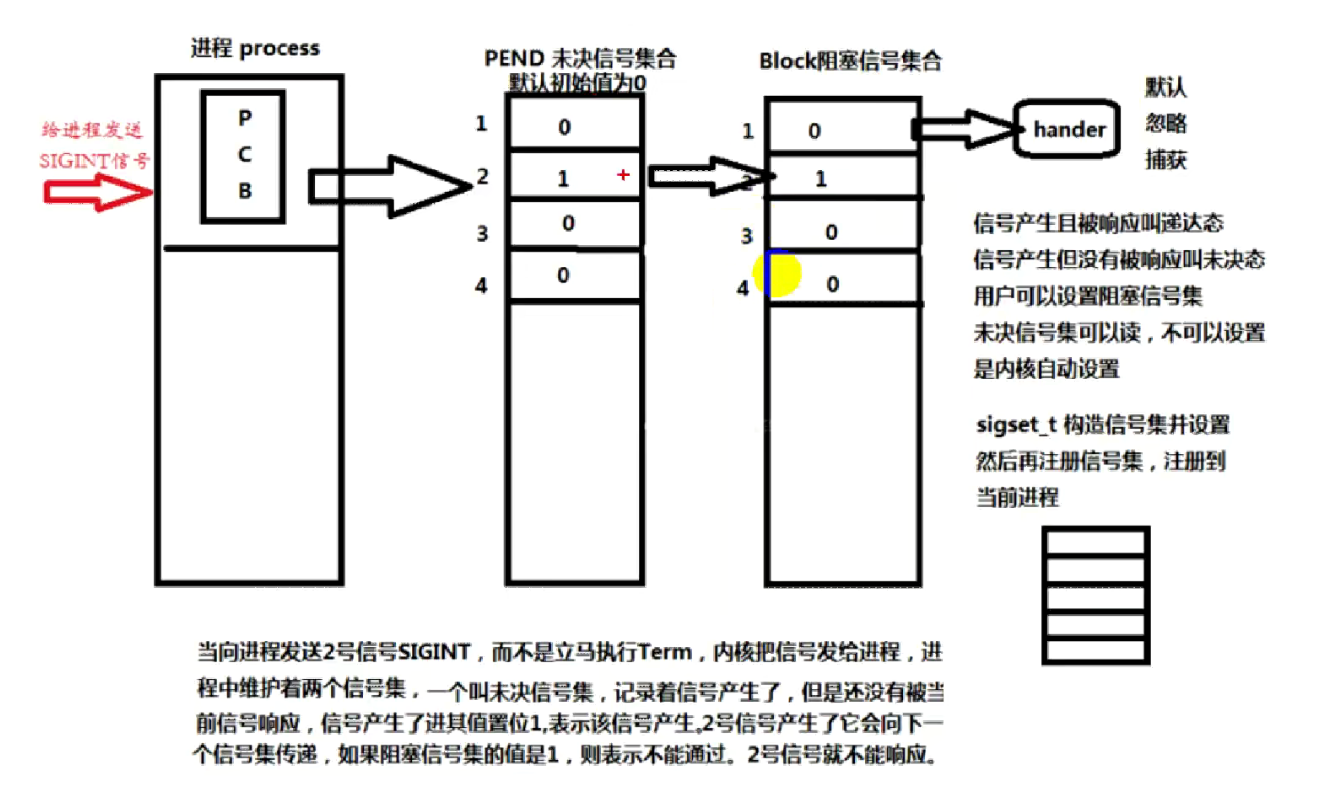 进程 process
给进程发送
SIGINT信号
P
C
B
PEND 未决信号集合
默认初始值为0
1 0
2 1
3 0
4 0
Block阻塞信号集合
1 0
2 1
3 0
4 0
hander
默认
忽略
捕获
信号产生且被响应叫递达态
信号产生但没有被响应叫未决态
用户可以设置阻塞信号集
未决信号集可以读，不可以设置
是内核自动设置
sigset_t 构造信号集并设置
然后再注册信号集，注册到
当前进程
当向进程发送2号信号SIGINT，而不是立马执行Term，内核把信号发给进程，进
程中维护着两个信号集，一个叫未决信号集，记录着信号产生了，但是还没有被当
前信号响应，信号产生了进其值置位1,表示该信号产生。2号信号产生了它会向下一
个信号集传递，如果阻塞信号集的值是1，则表示不能通过。2号信号就不能响应。